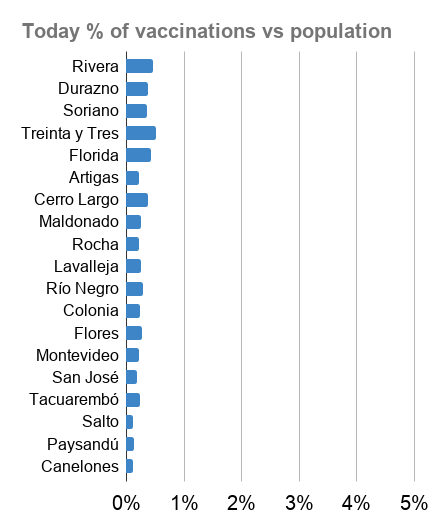 Today % of vaccinations vs population
Rivera
Durazno
Soriano
Treinta y Tres
Florida
Artigas
Cerro Largo
Maldonado
Rocha
Lavalleja
Río Negro
Colonia
Flores
Montevideo
San José
Tacuarembó
Salto
Paysandú
Canelones
0% 1% 2% 3% 4% 5%